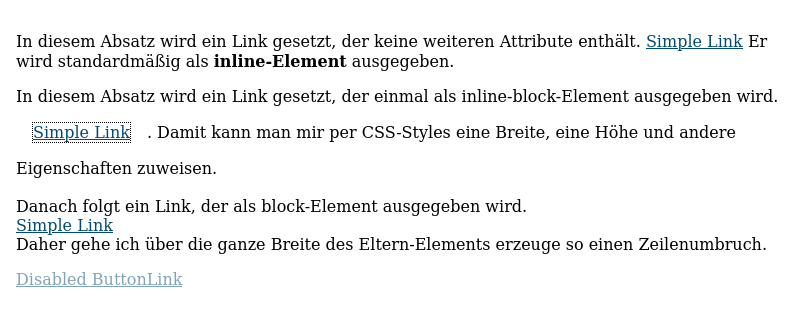 In diesem Absatz wird ein Link gesetzt, der keine weiteren Attribute enthält. Simple Link Er
wird standardmäßig als inline-Element ausgegeben.
In diesem Absatz wird ein Link gesetzt, der einmal als inline-block-Element ausgegeben wird.
Simple Link . Damit kann man mir per CSS-Styles eine Breite, eine Höhe und andere
Eigenschaften zuweisen.
Danach folgt ein Link, der als block-Element ausgegeben wird.
Simple Link
Daher gehe ich über die ganze Breite des Eltern-Elements erzeuge so einen Zeilenumbruch.
Disabled ButtonLink